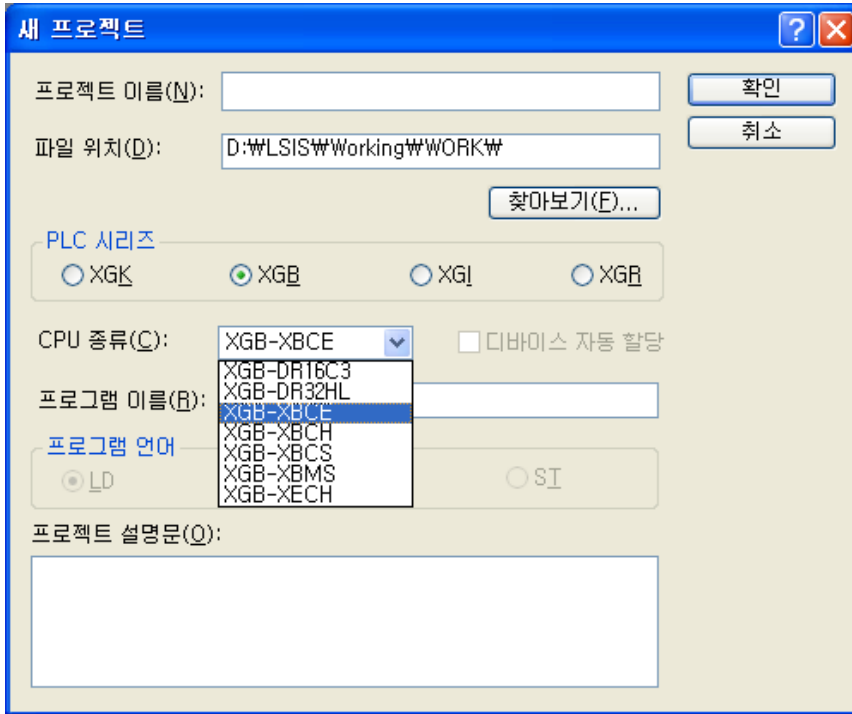 새 프로젝트
프로젝트 이름(N):
확인
파일 위치(D):
D:₩LSIS₩Working₩WORK₩
취소
찾아보기(F)...
PLC 시리즈
XGK
XGB
XGI
XGR
CPU 종류(C):
XGB-XBCE
디바이스 자동 할당
XGB-DR16C3
XGB-DR32HL
XGB-XBCE
XGB-XBCH
XGB-XBCS
XGB-XBMS
XGB-XECH
프로그램 이름(R):
프로그램 언어
LD
ST
프로젝트 설명문(O):